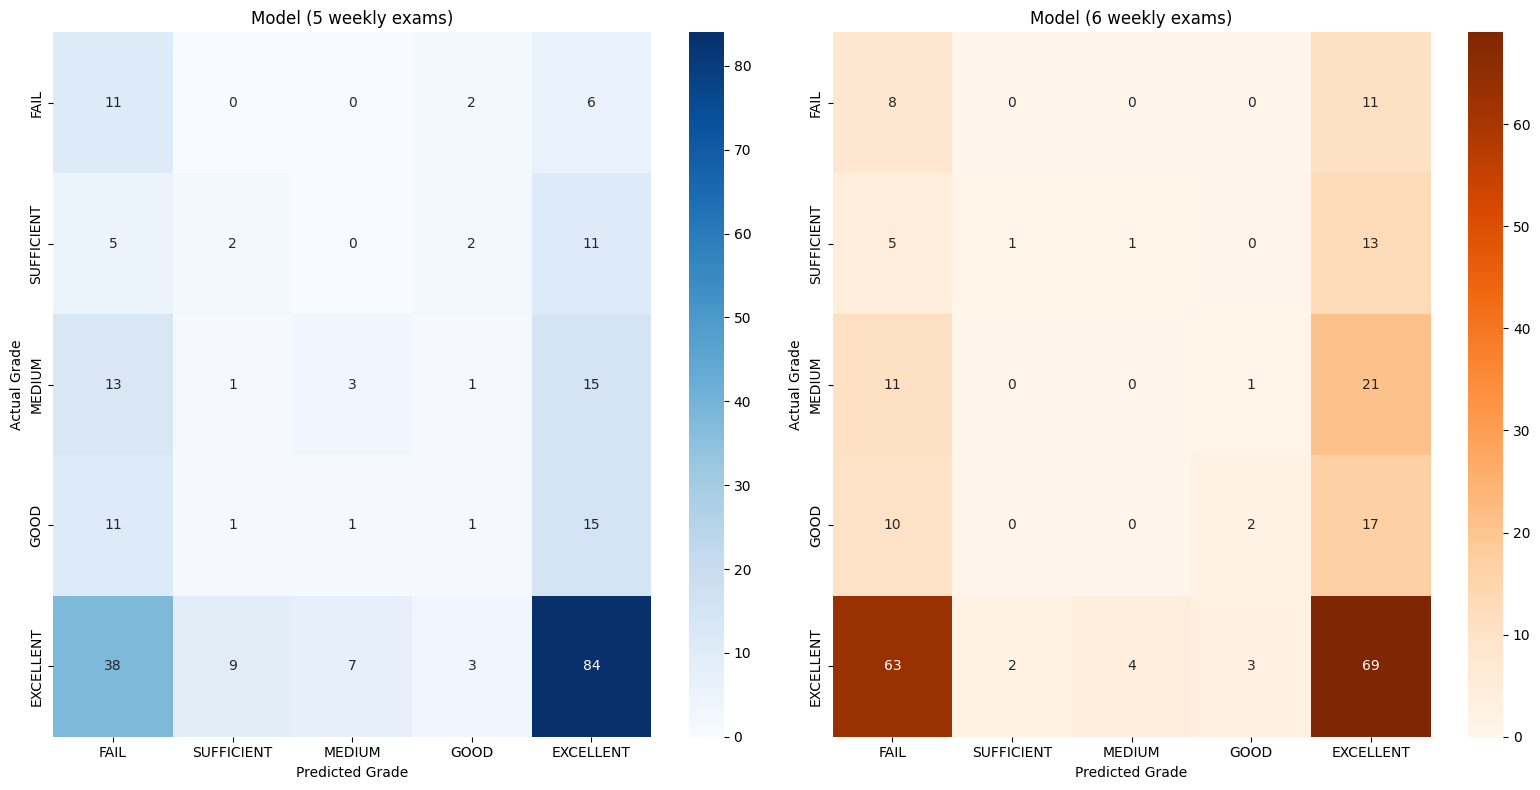 Model (5 weekly exams)
FAIL 11 0 0 2 6
SUFFICIENT 5 2 0 2 11
MEDIUM 13 1 3 1 15
GOOD 11 1 1 1 15
EXCELLENT 38 9 7 3 84
Actual Grade
FAIL SUFFICIENT MEDIUM GOOD EXCELLENT
Predicted Grade
80
70
60
50
40
30
20
10
0
Model (6 weekly exams)
FAIL 8 0 0 0 11
SUFFICIENT 5 1 1 0 13
MEDIUM 11 0 0 1 21
GOOD 10 0 0 2 17
EXCELLENT 63 2 4 3 69
Actual Grade
FAIL SUFFICIENT MEDIUM GOOD EXCELLENT
Predicted Grade
60
50
40
30
20
10
0